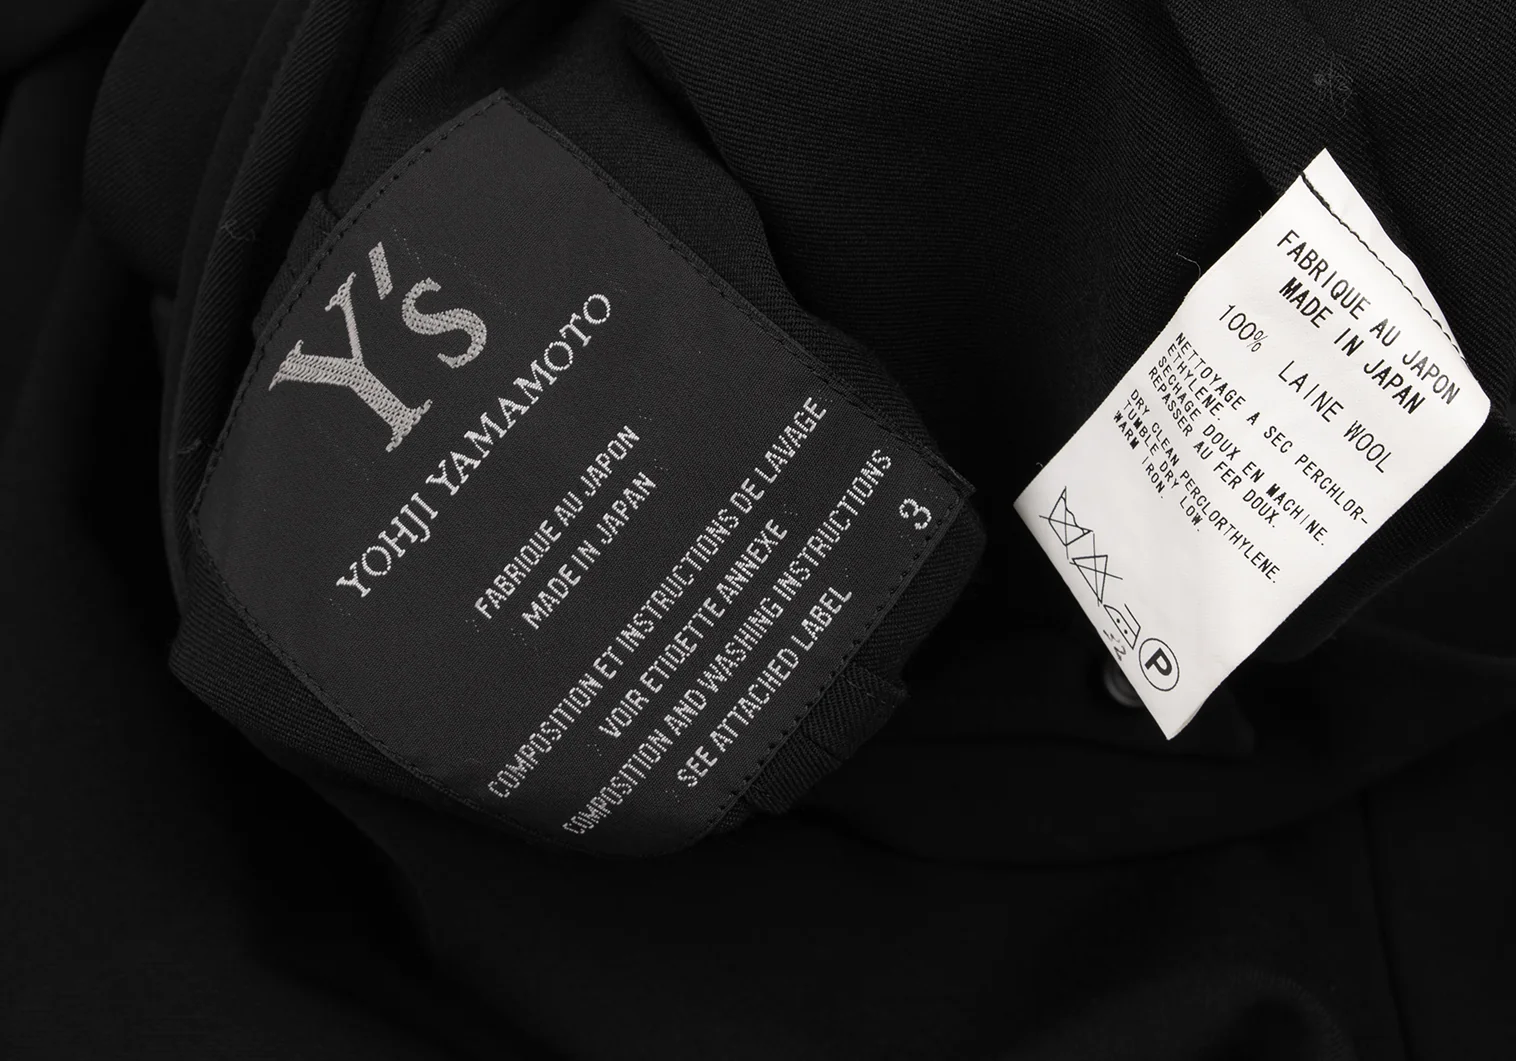 Y's
YOHJI YAMAMOTO
FABRIQUE AU JAPON
MADE IN JAPAN
COMPOSITION ET INSTRUCTIONS DE LAVAGE
VOIR ETIQETTE ANNEXE
COMPOSITION AND WASHING INSTRUCTIONS
SEE ATTACHED LABEL
3
FABRIQUE AU JAPON
MADE IN JAPAN
100% LAINE WOOL
NETTOYAGE A SEC PERCHLOR-
ETHYLENE
SECHAGE DOUX EN MACHINE.
REPASSER AU FER DOUX.
DRY CLEAN PERCLORTHYLENE.
TUMBLE DRY LOW.
WARM IRON.
P